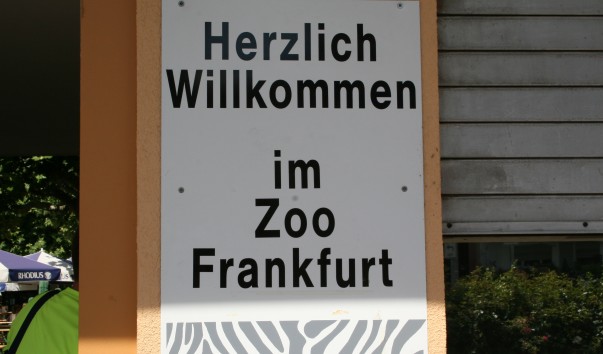 Herzlich
Willkommen
im
Zoo
Frankfurt
RHODIUS